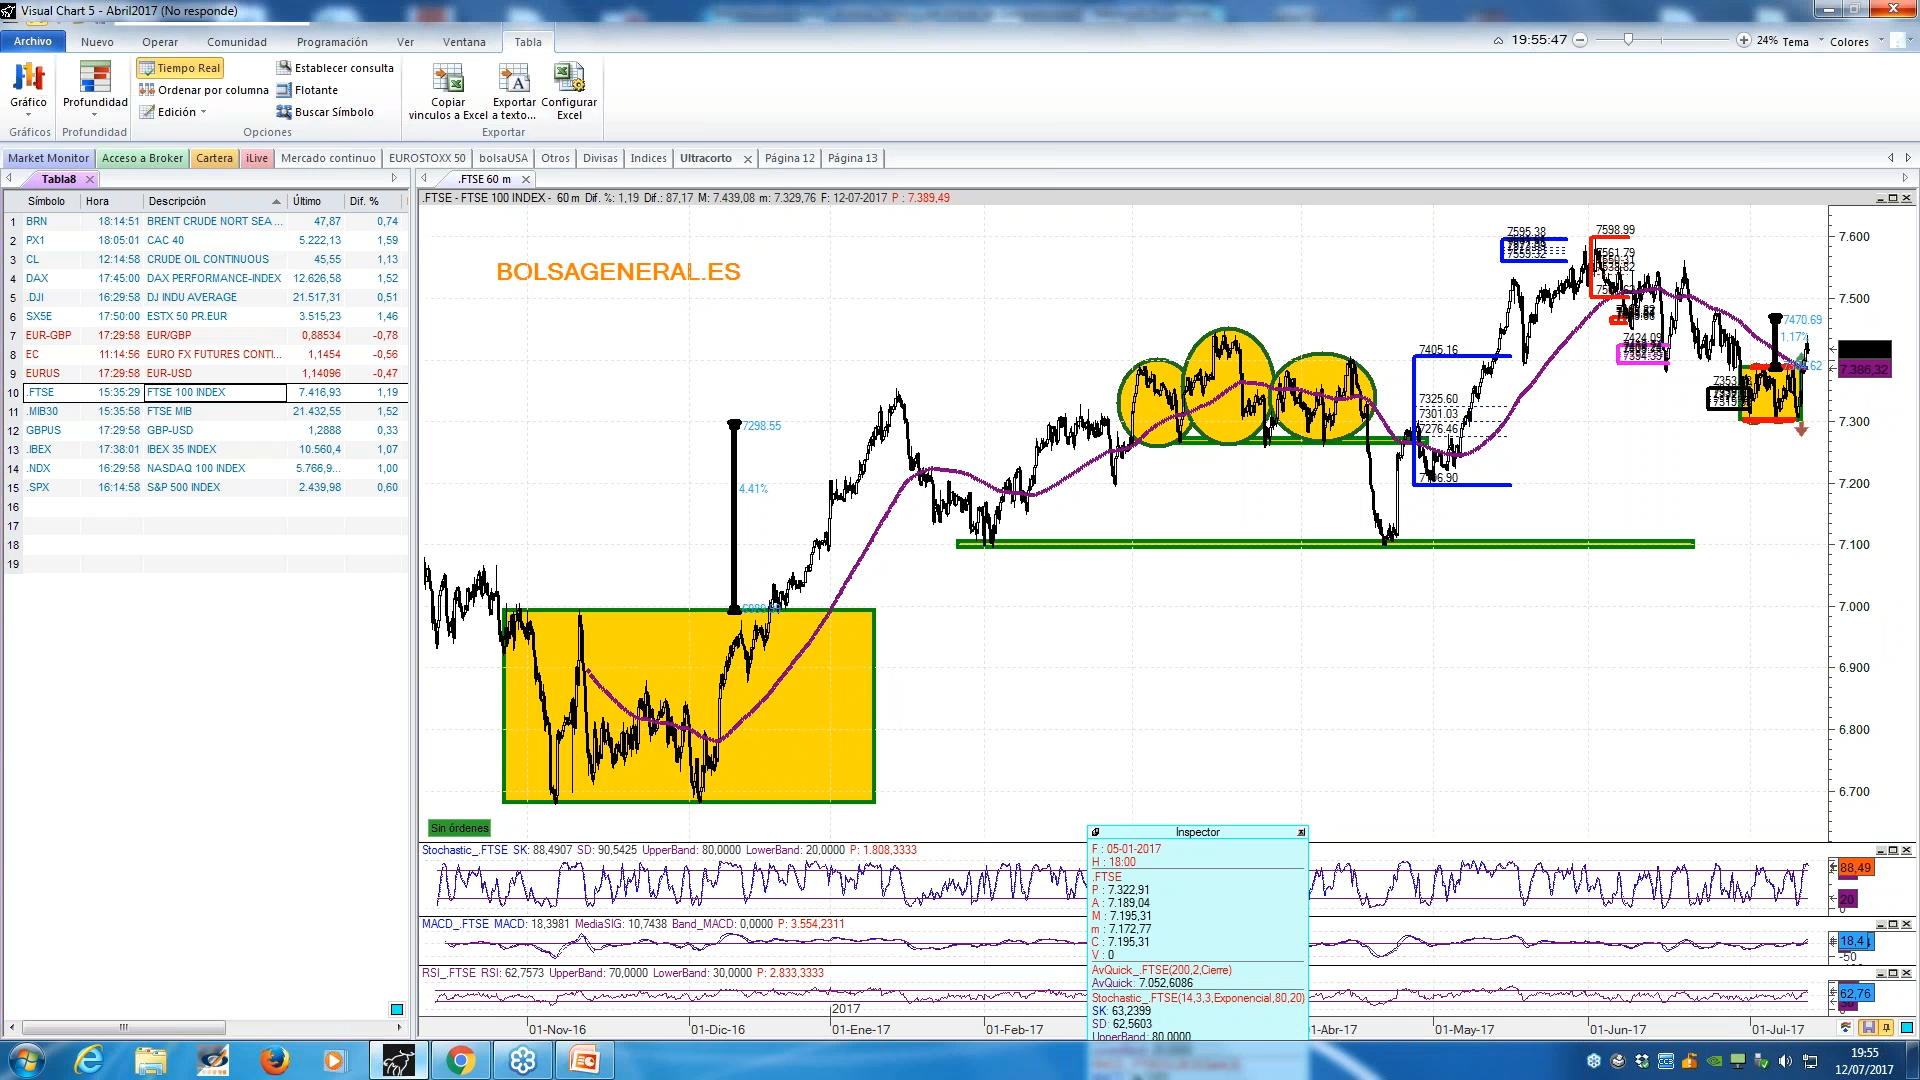 Visual Chart 5 - Abril2017 (No responde)
Archivo Nuevo Operar Comunidad Programación Ver Ventana Tabla 19:55:47 24% Tema Colores
Gráfico Profundidad Tiempo Real Establecer consulta
Ordenar por columna Flotante
Edición Buscar Símbolo
Copiar vinculos a Excel Exportar a texto... Configurar Excel
Gráficos Profundidad Opciones Exportar
Market Monitor Acceso a Broker Cartera iLive Mercado continuo EUROSTOXX 50 bolsaUSA Otros Divisas Indices Ultracorto Página 12 Página 13
Tabla8
Símbolo Hora Descripción Último Dif. %
1 BRN 18:14:51 BRENT CRUDE NORT SEA ... 47,87 0,74
2 PX1 18:05:01 CAC 40 5.222,13 1,59
3 CL 12:14:58 CRUDE OIL CONTINUOUS 45,55 1,13
4 DAX 17:45:00 DAX PERFORMANCE-INDEX 12.626,58 1,52
5 .DJI 16:29:58 DJ INDU AVERAGE 21.517,31 0,51
6 SX5E 17:50:00 ESTX 50 PR.EUR 3.515,23 1,46
7 EUR-GBP 17:29:58 EUR/GBP 0,88534 -0,78
8 EC 11:14:56 EURO FX FUTURES CONTI... 1,1454 -0,56
9 EURUS 17:29:58 EUR-USD 1,14096 -0,47
10 .FTSE 15:35:29 FTSE 100 INDEX 7.416,93 1,19
11 .MIB30 15:35:58 FTSE MIB 21.432,55 1,52
12 GBPUS 17:29:58 GBP-USD 1,2888 0,33
13 .IBEX 17:38:01 IBEX 35 INDEX 10.560,4 1,07
14 .NDX 16:29:58 NASDAQ 100 INDEX 5.766,9... 1,00
15 .SPX 16:14:58 S&P 500 INDEX 2.439,98 0,60
16
17
18
19
.FTSE 60 m
.FTSE - FTSE 100 INDEX - 60 m Dif. %: 1,19 Dif.: 87,17 M: 7.439,08 m: 7.329,76 F: 12-07-2017 P : 7.389,49
BOLSAGENERAL.ES
7298.55
4.41%
7405.16
7325.60
7301.03
7276.46
7595.38
7559.32
7598.99
7561.79
7424.09
7470.69
1.17%
7.600
7.500
7.386,32
7.300
7.200
7.100
7.000
6.900
6.800
6.700
Sin órdenes
Stochastic_.FTSE SK: 88,4907 SD: 90,5425 UpperBand: 80,0000 LowerBand: 20,0000 P: 1.808,3333
88,49
20
MACD_.FTSE MACD: 18,3981 MediaSIG: 10,7438 Band_MACD: 0,0000 P: 3.554,2311
18,41
-50
RSI_.FTSE RSI: 62,7573 UpperBand: 70,0000 LowerBand: 30,0000 P: 2.833,3333
62,76
Inspector
F : 05-01-2017
H : 18:00
.FTSE
P : 7.322,91
A : 7.189,04
M : 7.195,31
m : 7.172,77
C : 7.195,31
V : 0
AvQuick_.FTSE(200,2,Cierre)
AvQuick: 7.052,6086
Stochastic_.FTSE(14,3,3,Exponencial,80,20)
SK: 63,2399
SD: 62,5603
UpperBand: 80,0000
2017
01-Nov-16 01-Dic-16 01-Ene-17 01-Feb-17 01-Abr-17 01-May-17 01-Jun-17 01-Jul-17
19:55
12/07/2017